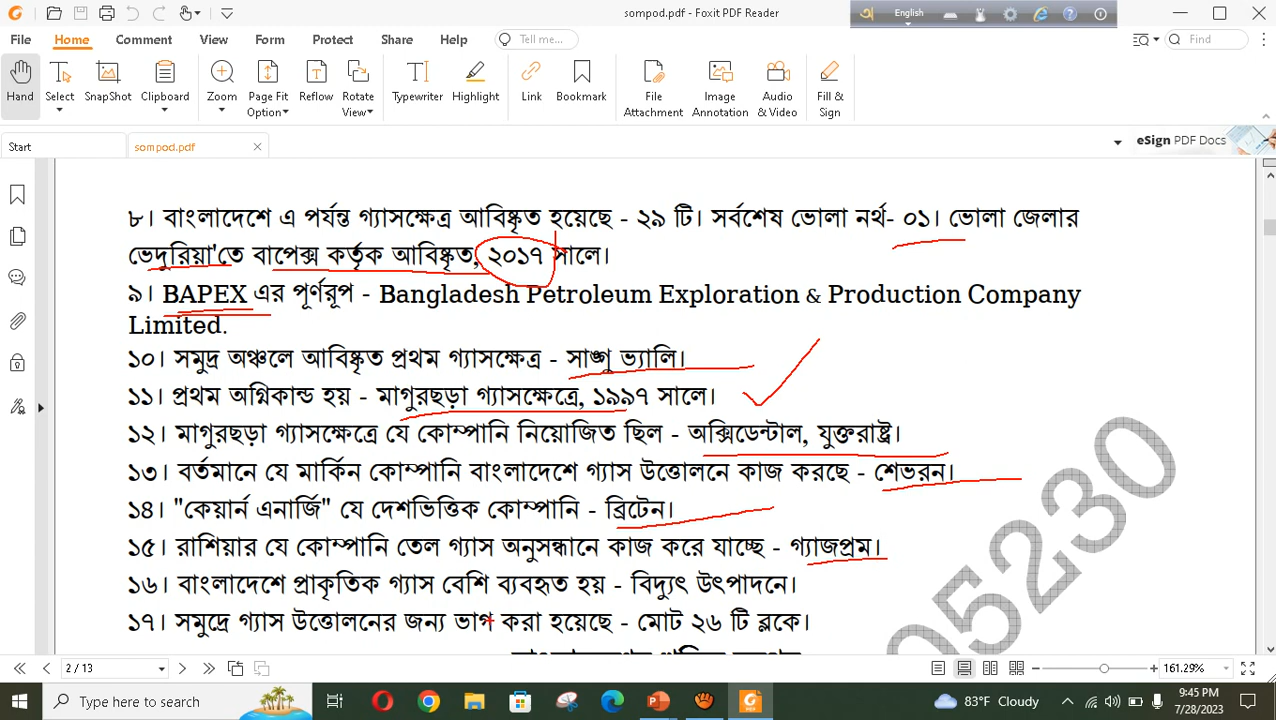 sompod.pdf - Foxit PDF Reader
English
File Home Comment View Form Protect Share Help Tell me... Find
Hand Select SnapShot Clipboard Zoom Page Fit Option Reflow Rotate View Typewriter Highlight Link Bookmark File Attachment Image Annotation Audio & Video Fill & Sign
Start sompod.pdf eSign PDF Docs
৮। বাংলাদেশে এ পর্যন্ত গ্যাসক্ষেত্র আবিষ্কৃত হয়েছে - ২৯ টি। সর্বশেষ ভোলা নর্থ- ০১। ভোলা জেলার
ভেদুরিয়া'তে বাপেক্স কর্তৃক আবিষ্কৃত, ২০১৭ সালে।
৯। BAPEX এর পূর্ণরূপ - Bangladesh Petroleum Exploration & Production Company
Limited.
১০। সমুদ্র অঞ্চলে আবিষ্কৃত প্রথম গ্যাসক্ষেত্র - সাঙ্গু ভ্যালি।
১১। প্রথম অগ্নিকান্ড হয় - মাগুরছড়া গ্যাসক্ষেত্রে, ১৯৯৭ সালে।
১২। মাগুরছড়া গ্যাসক্ষেত্রে যে কোম্পানি নিয়োজিত ছিল - অক্সিডেন্টাল, যুক্তরাষ্ট্র।
১৩। বর্তমানে যে মার্কিন কোম্পানি বাংলাদেশে গ্যাস উত্তোলনে কাজ করছে - শেভরন।
১৪। "কেয়ার্ন এনার্জি" যে দেশভিত্তিক কোম্পানি - ব্রিটেন।
১৫। রাশিয়ার যে কোম্পানি তেল গ্যাস অনুসন্ধানে কাজ করে যাচ্ছে - গ্যাজপ্রম।
১৬। বাংলাদেশে প্রাকৃতিক গ্যাস বেশি ব্যবহৃত হয় - বিদ্যুৎ উৎপাদনে।
১৭। সমুদ্রে গ্যাস উত্তোলনের জন্য ভাগ করা হয়েছে - মোট ২৬ টি ব্লকে।
05230
2 / 13 161.29%
Type here to search 83°F Cloudy 9:45 PM
7/28/2023